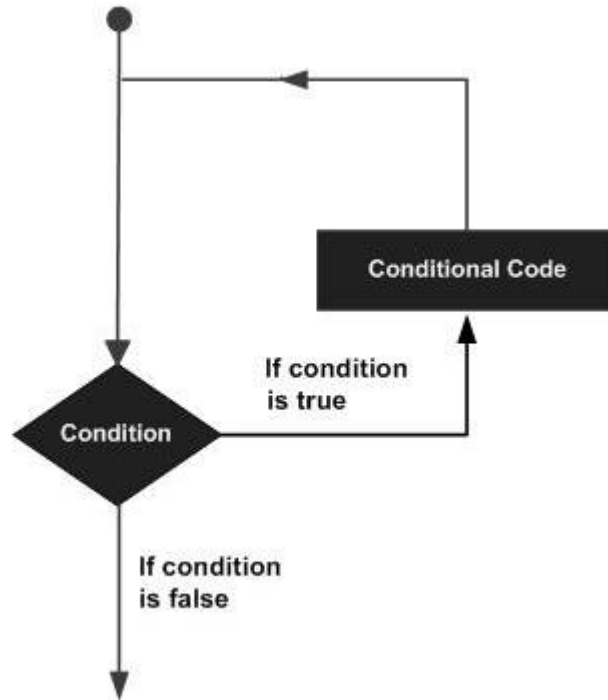 Conditional Code
If condition
is true
Condition
If condition
is false